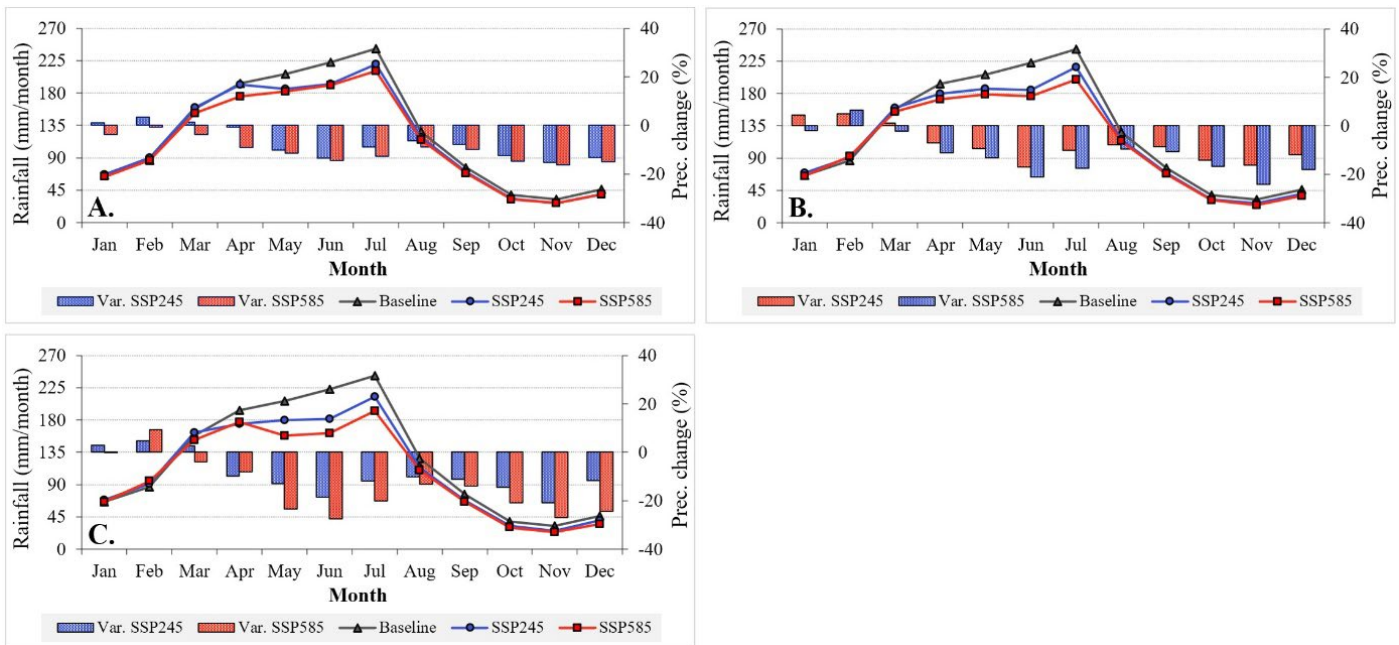 Rainfall (mm/month)
270
225
180
135
90
45
0
40
20
0
-20
-40
Prec. change (%)
A.
Jan Feb Mar Apr May Jun Jul Aug Sep Oct Nov Dec
Month
Var. SSP245 Var. SSP585 Baseline SSP245 SSP585
Rainfall (mm/month)
270
225
180
135
90
45
0
40
20
0
-20
-40
Prec. change (%)
B.
Jan Feb Mar Apr May Jun Jul Aug Sep Oct Nov Dec
Month
Var. SSP245 Var. SSP585 Baseline SSP245 SSP585
Rainfall (mm/month)
270
225
180
135
90
45
0
40
20
0
-20
-40
Prec. change (%)
C.
Jan Feb Mar Apr May Jun Jul Aug Sep Oct Nov Dec
Month
Var. SSP245 Var. SSP585 Baseline SSP245 SSP585